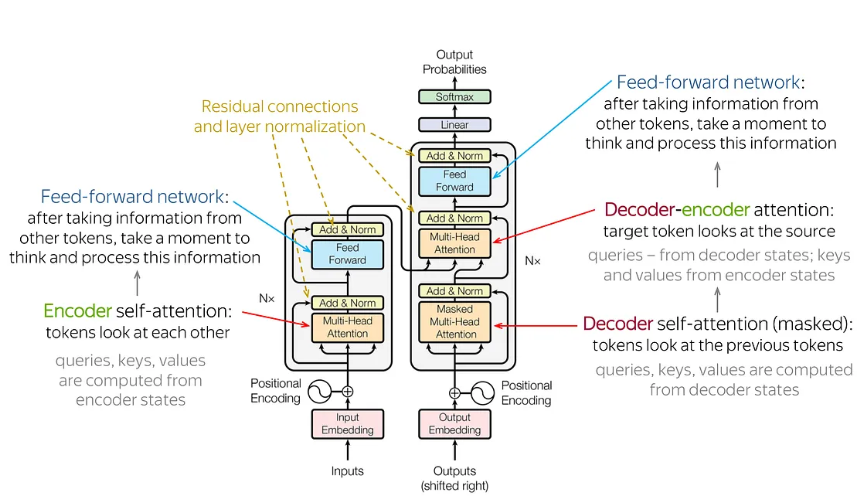 Output
Probabilities
Softmax
Linear
Add & Norm
Feed
Forward
Add & Norm
Multi-Head
Attention
Add & Norm
Masked
Multi-Head
Attention
N×
Positional
Encoding
Output
Embedding
Outputs
(shifted right)
Residual connections
and layer normalization
Feed-forward network:
after taking information from
other tokens, take a moment to
think and process this information
Encoder self-attention:
tokens look at each other
queries, keys, values
are computed from
encoder states
Add & Norm
Feed
Forward
N×
Add & Norm
Multi-Head
Attention
Positional
Encoding
Input
Embedding
Inputs
Feed-forward network:
after taking information from
other tokens, take a moment to
think and process this information
Decoder-encoder attention:
target token looks at the source
queries – from decoder states; keys
and values from encoder states
Decoder self-attention (masked):
tokens look at the previous tokens
queries, keys, values are computed
from decoder states